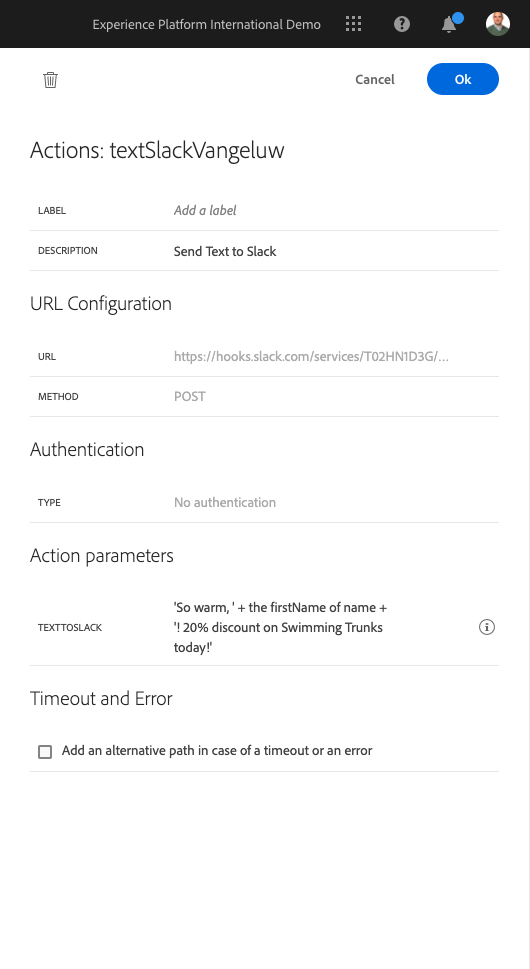 Experience Platform International Demo
Cancel
Ok
Actions: textSlackVangeluw
LABEL
Add a label
DESCRIPTION
Send Text to Slack
URL Configuration
URL
https://hooks.slack.com/services/T02HN1D3G/...
METHOD
POST
Authentication
TYPE
No authentication
Action parameters
TEXTTOSLACK
'So warm, ' + the firstName of name +
'! 20% discount on Swimming Trunks
today!'
Timeout and Error
Add an alternative path in case of a timeout or an error